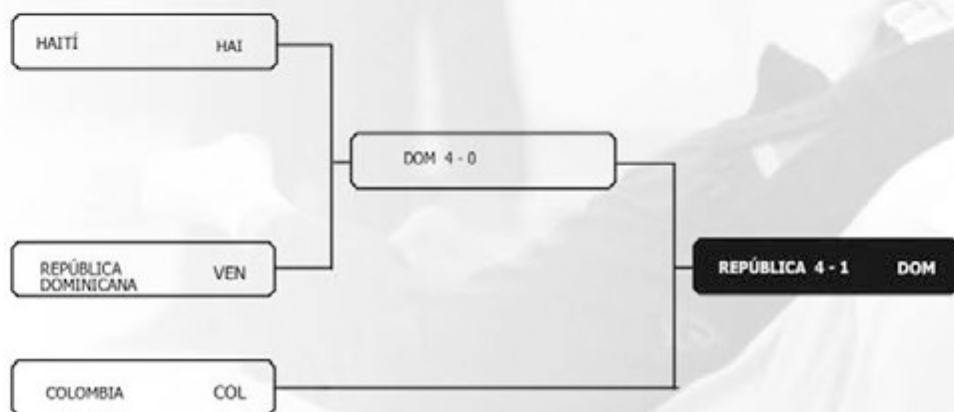 HAITÍ HAI
DOM 4 - 0
REPÚBLICA
DOMINICANA VEN
REPÚBLICA 4 - 1 DOM
COLOMBIA COL